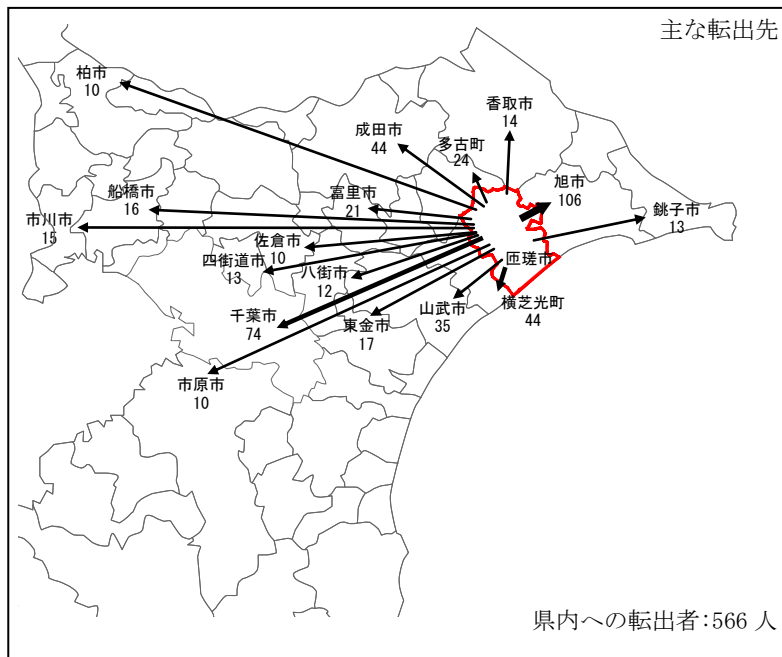 主な転出先
柏市
10
香取市
14
成田市
44
多古町
24
旭市
106
船橋市
16
富里市
21
市川市
15
銚子市
13
佐倉市
10
四街道市
13
匝瑳市
八街市
12
山武市
35
横芝光町
44
千葉市
74
東金市
17
市原市
10
県内への転出者:566 人